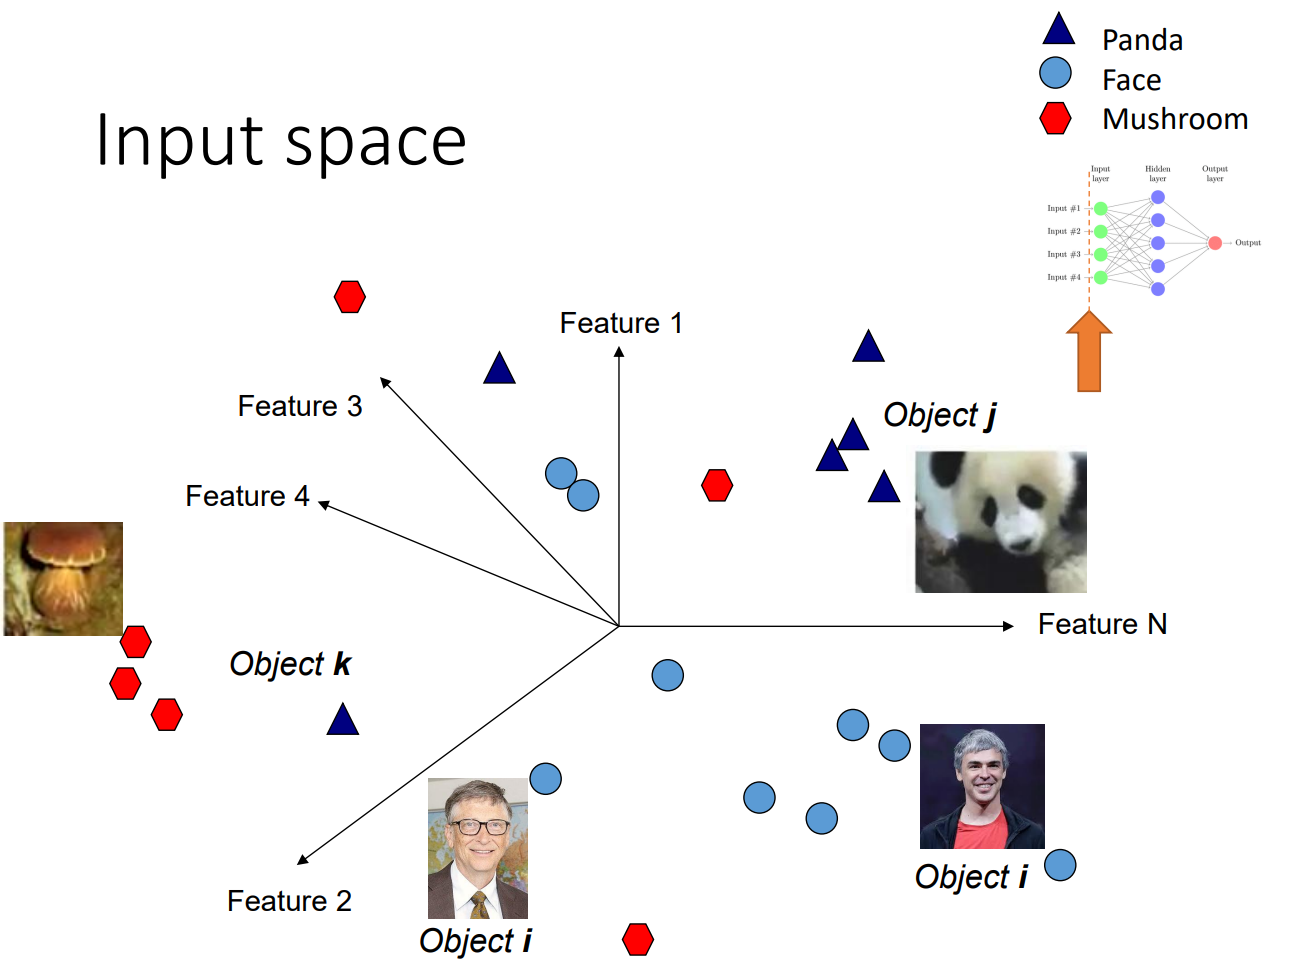 Panda
Face
Mushroom
Input space
Input layer
Hidden layer
Output layer
Input #1
Input #2
Input #3
Input #4
Output
Feature 1
Feature 3
Object j
Feature 4
Feature N
Object k
Object i
Feature 2
Object i